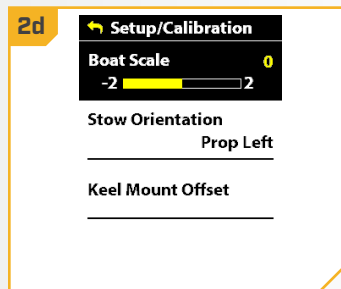 2d
Setup/Calibration
Boat Scale 0
-2 2
Stow Orientation
Prop Left
Keel Mount Offset